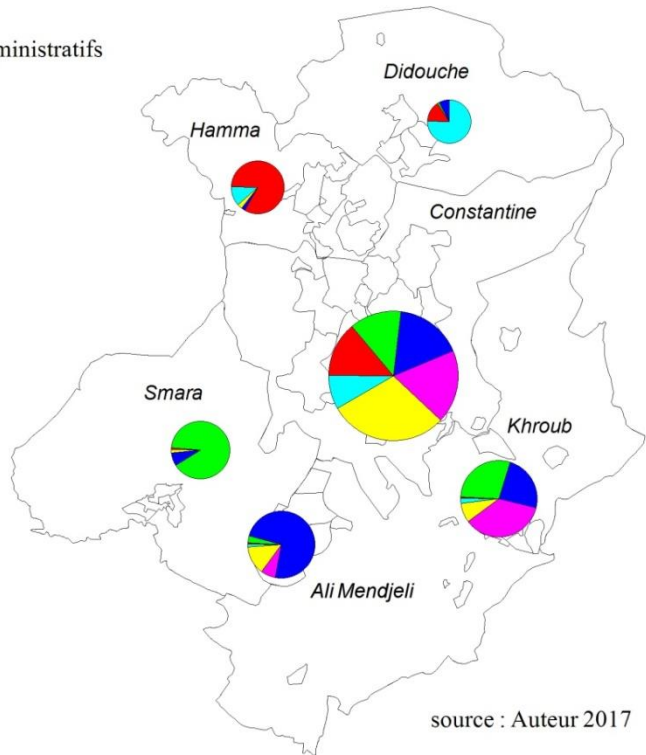 ministratifs
Didouche
Hamma
Constantine
Smara
Khroub
Ali Mendjeli
source : Auteur 2017